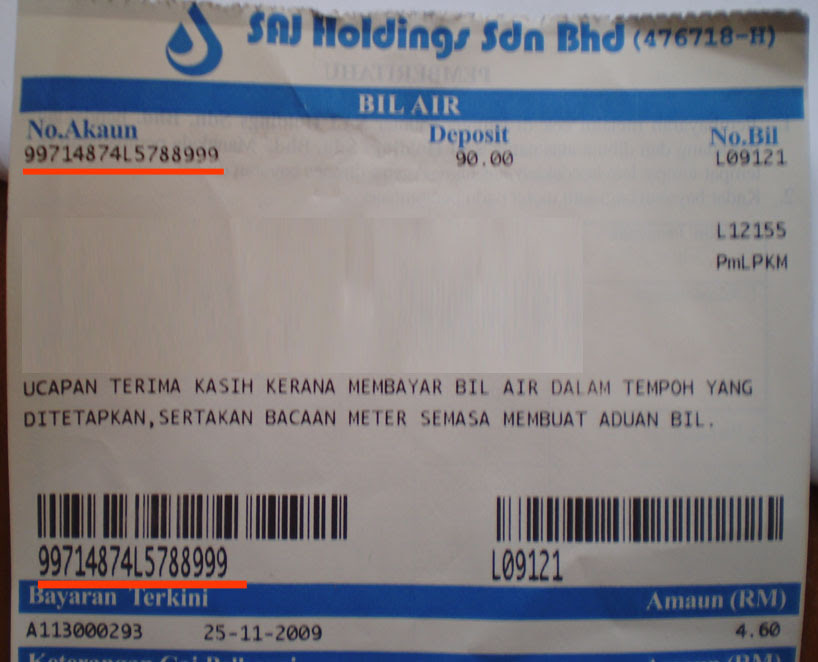 SAJ Holdings Sdn Bhd (476718-H)
BIL AIR
No.Akaun Deposit No.Bil
99714874L5788999 90.00 L09121
L12155
PmLPKM
UCAPAN TERIMA KASIH KERANA MEMBAYAR BIL AIR DALAM TEMPOH YANG
DITETAPKAN,SERTAKAN BACAAN METER SEMASA MEMBUAT ADUAN BIL.
99714874L5788999 L09121
Bayaran Terkini Amaun (RM)
A113000293 25-11-2009 4.60